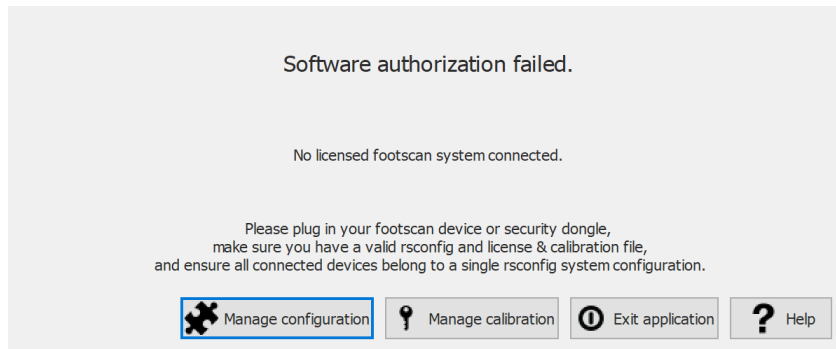 Software authorization failed.
No licensed footscan system connected.
Please plug in your footscan device or security dongle,
make sure you have a valid rsconfig and license & calibration file,
and ensure all connected devices belong to a single rsconfig system configuration.
Manage configuration
Manage calibration
Exit application
? Help